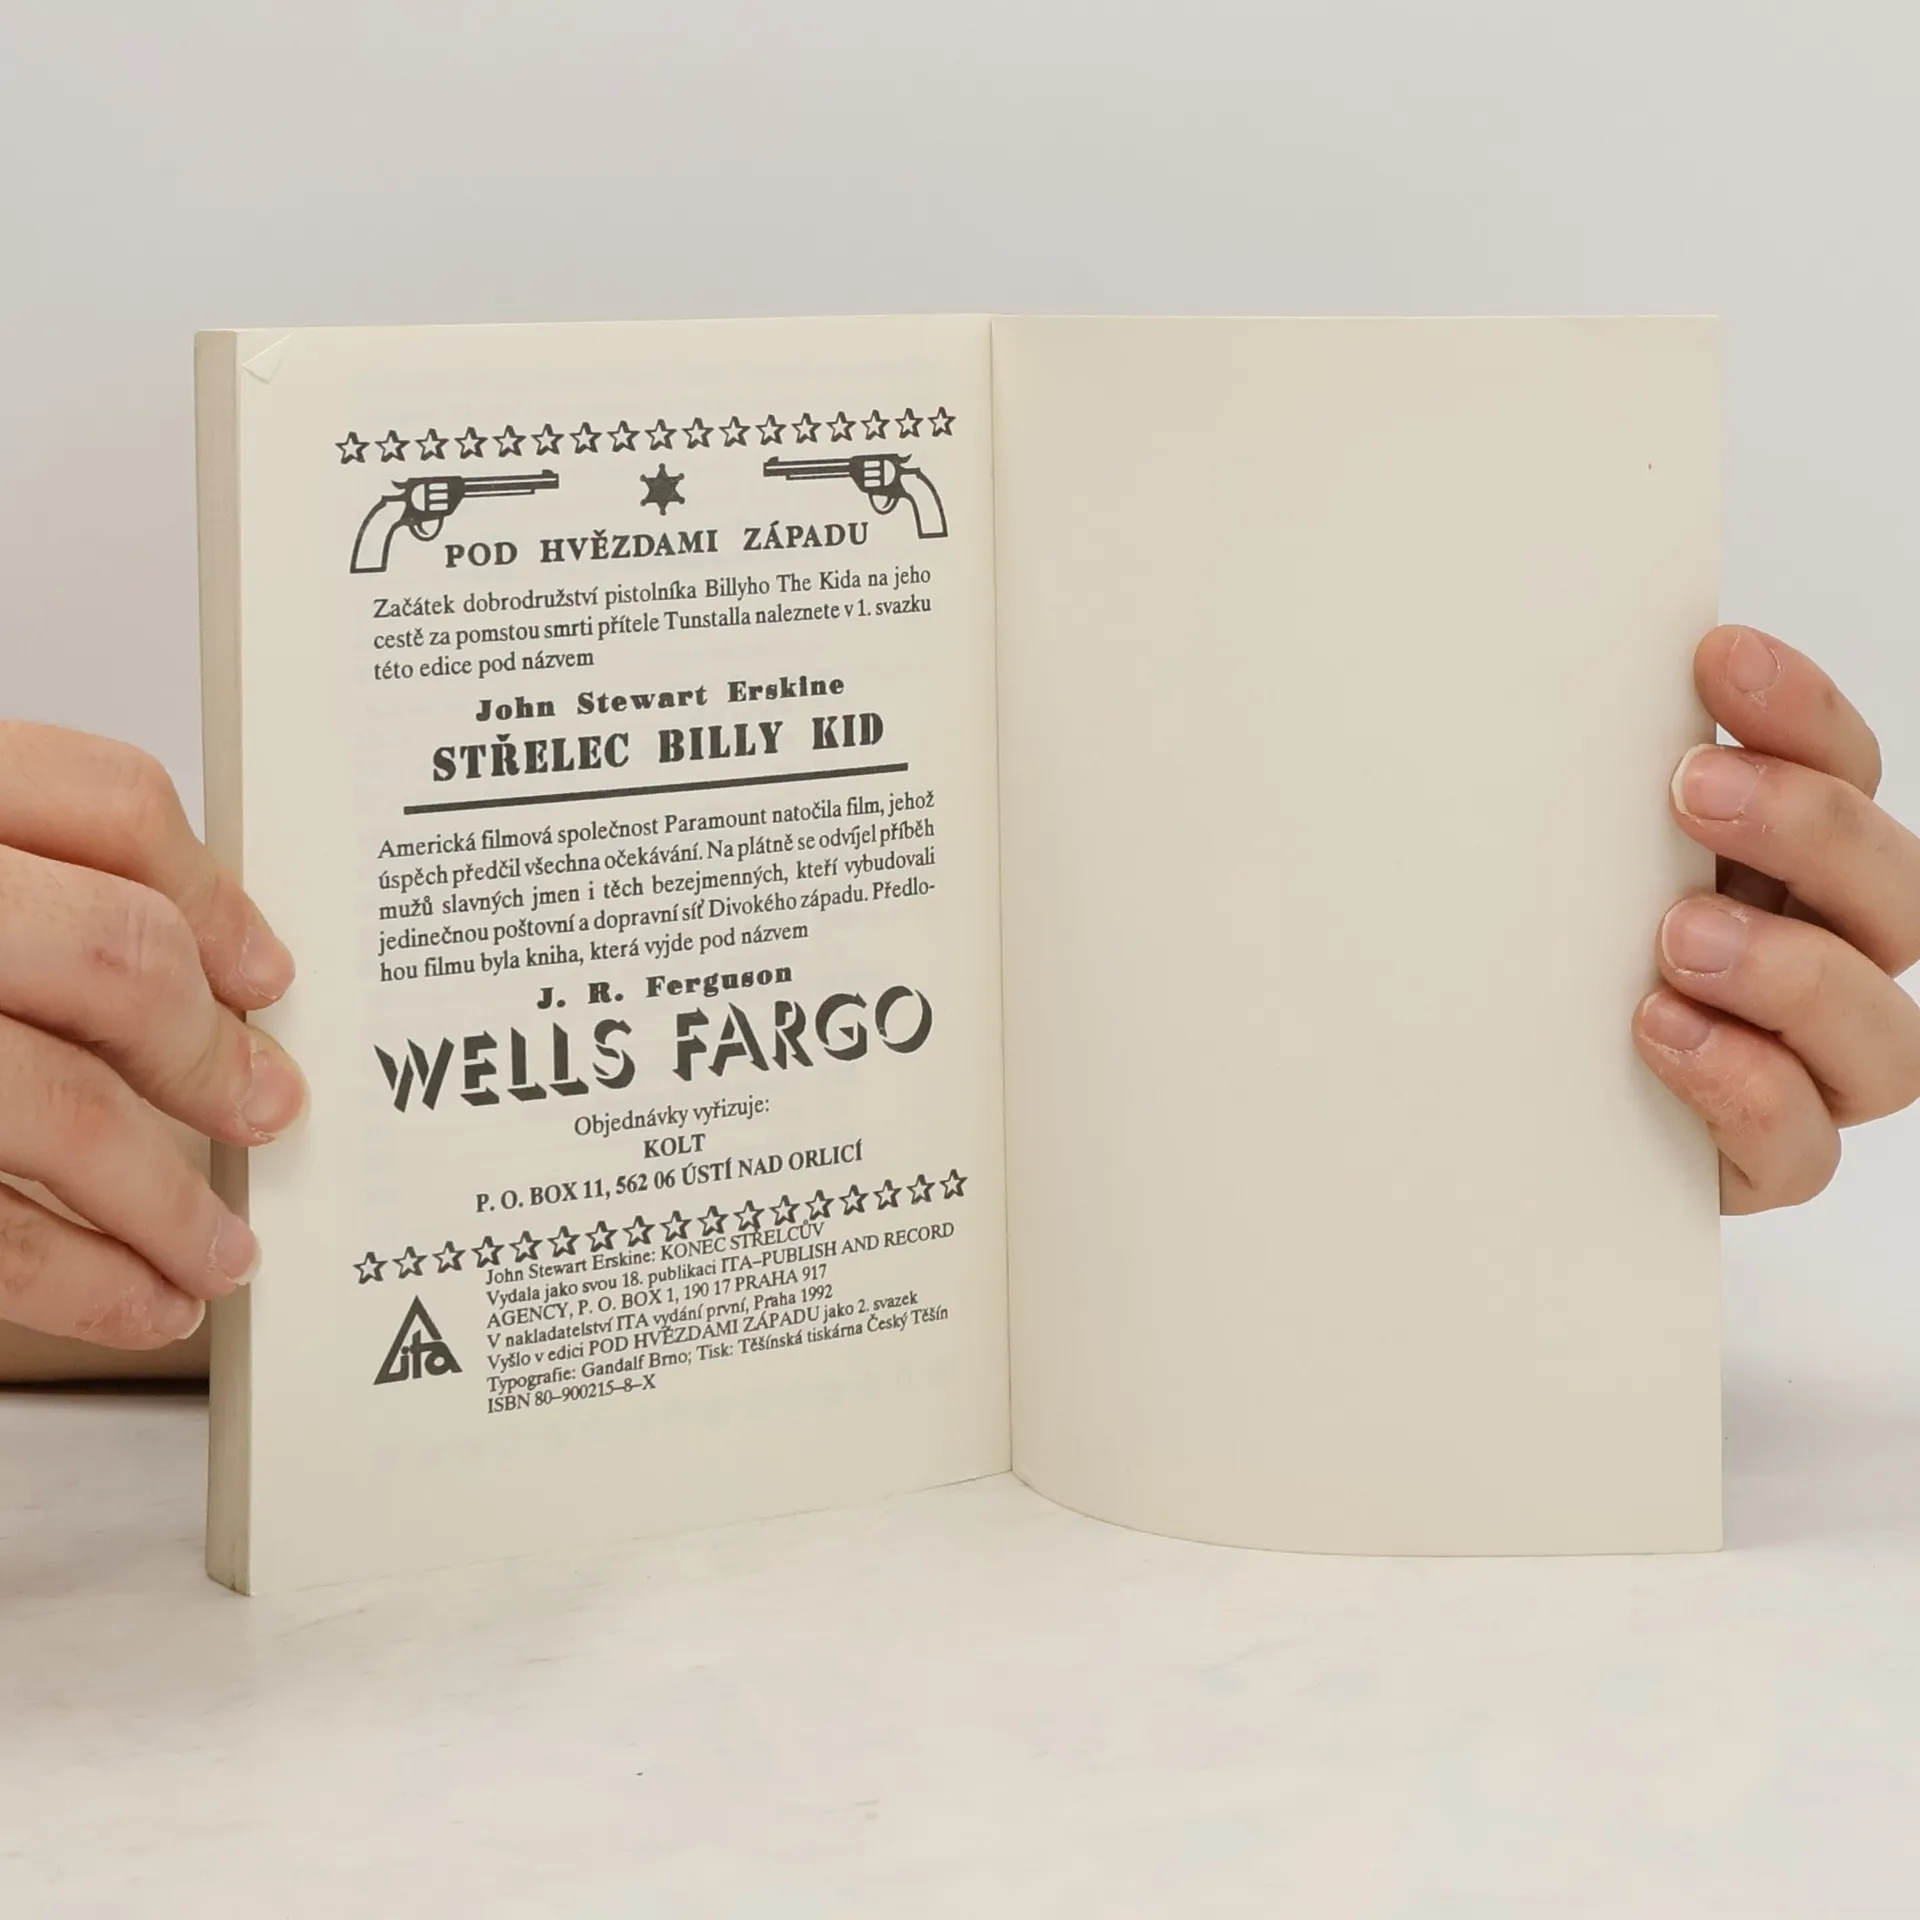 POD HVĚZDAMI ZÁPADU
Začátek dobrodružství pistolníka Billyho The Kida na jeho
cestě za pomstou smrti přítele Tunstalla naleznete v 1. svazku
této edice pod názvem
John Stewart Erskine
STŘELEC BILLY KID
Americká filmová společnost Paramount natočila film, jehož
úspěch předčil všechna očekávání. Na plátně se odvíjel příběh
mužů slavných jmen i těch bezejmenných, kteří vybudovali
jedinečnou poštovní a dopravní síť Divokého západu. Předlo-
hou filmu byla kniha, která vyjde pod názvem
J. R. Ferguson
WELLS FARGO
Objednávky vyřizuje:
KOLT
P. O. BOX 11, 562 06 ÚSTÍ NAD ORLICÍ
John Stewart Erskine: KONEC STŘELCŮV
Vydala jako svou 18. publikaci ITA–PUBLISH AND RECORD
AGENCY, P. O. BOX 1, 190 17 PRAHA 917
V nakladatelství ITA vydání první, Praha 1992
Vyšlo v edici POD HVĚZDAMI ZÁPADU jako 2. svazek
Typografie: Gandalf Brno; Tisk: Těšínská tiskárna Český Těšín
ISBN 80–900215–8–X
ita